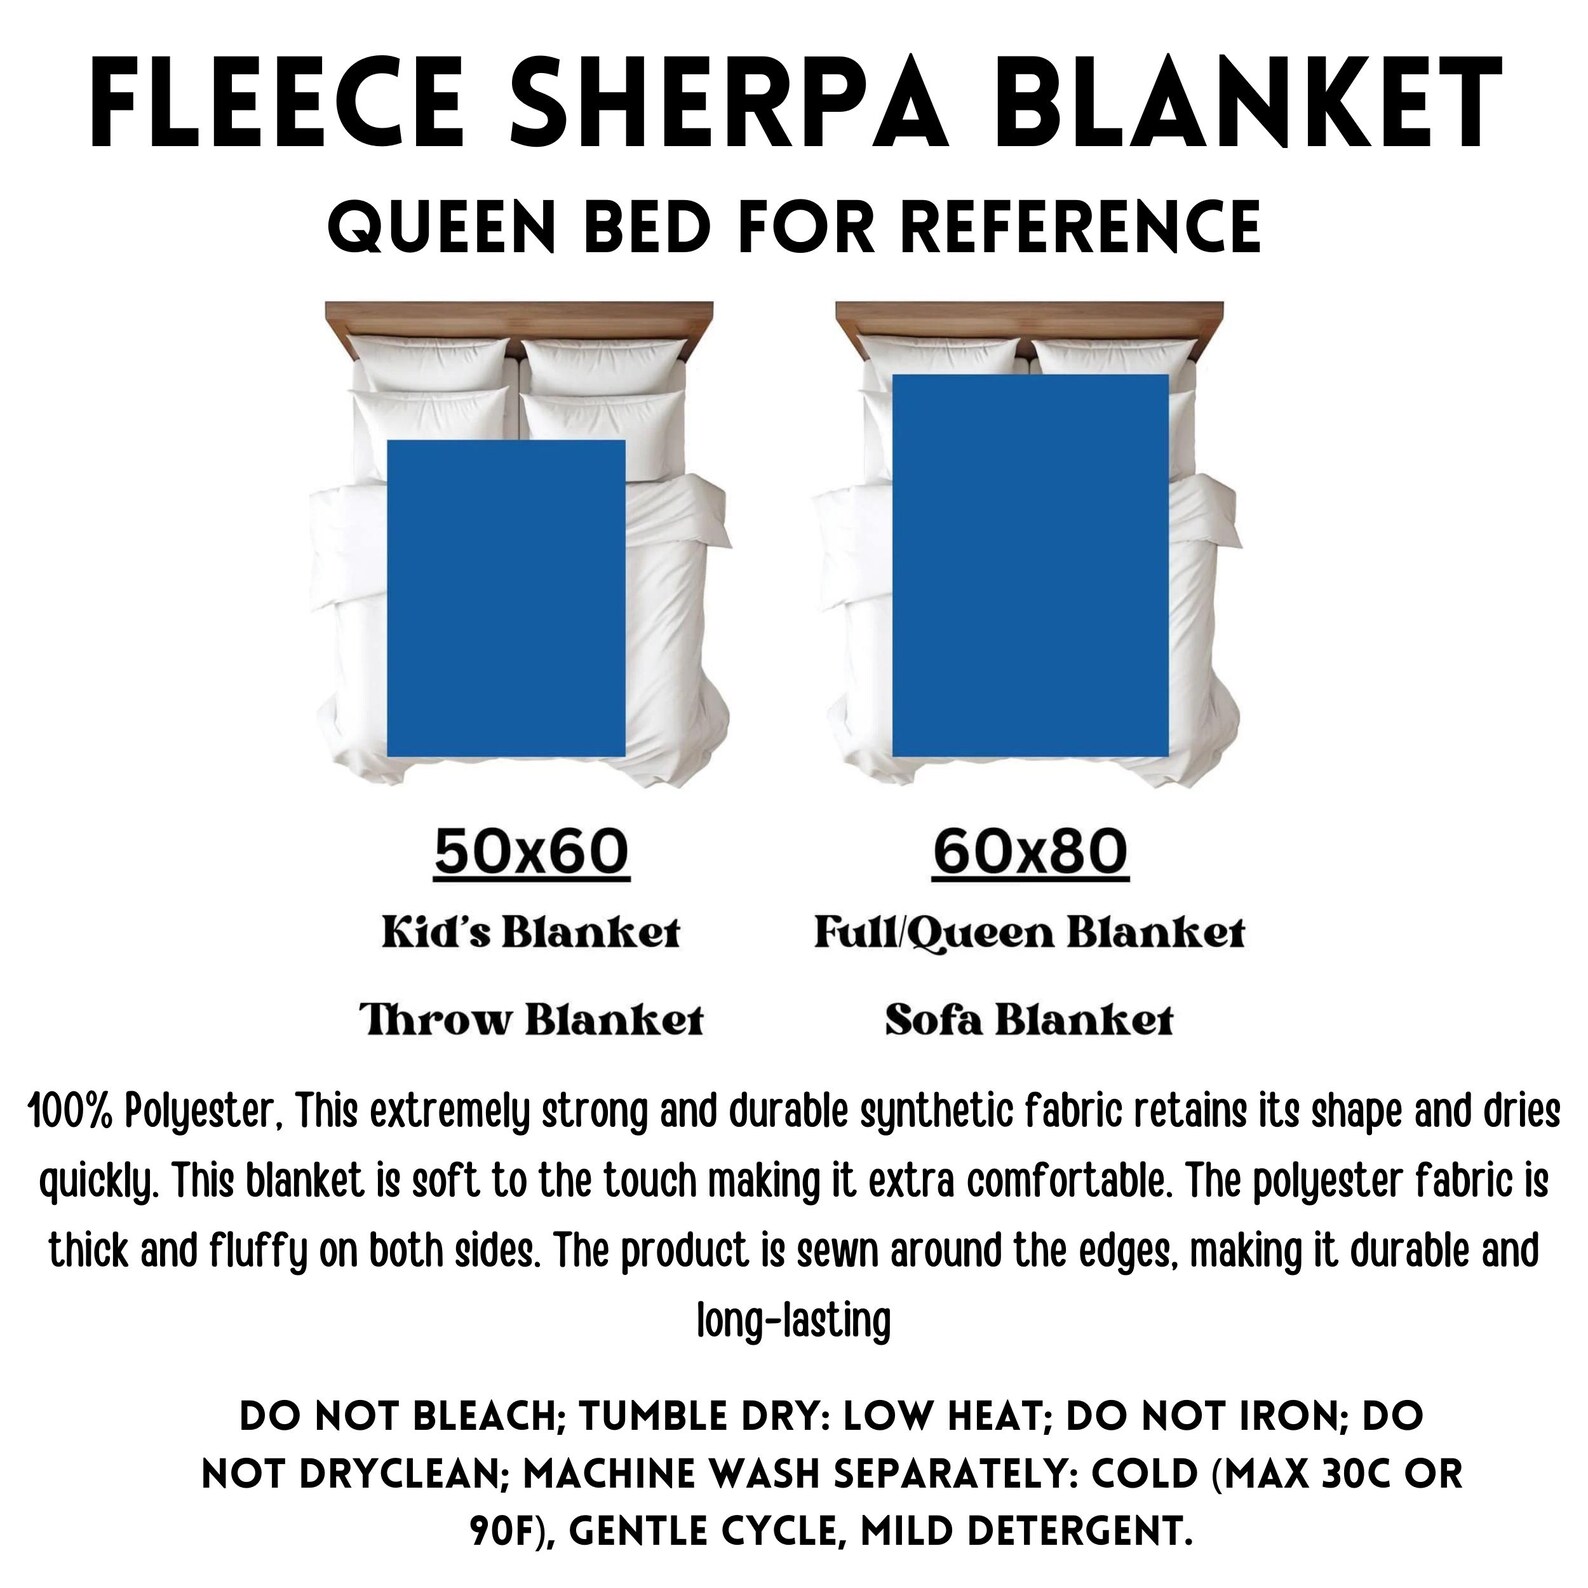 FLEECE SHERPA BLANKET
QUEEN BED FOR REFERENCE
50x60
Kid's Blanket
Throw Blanket
60x80
Full/Queen Blanket
Sofa Blanket
100% Polyester, This extremely strong and durable synthetic fabric retains its shape and dries
quickly. This blanket is soft to the touch making it extra comfortable. The polyester fabric is
thick and fluffy on both sides. The product is sewn around the edges, making it durable and
long-lasting
DO NOT BLEACH; TUMBLE DRY: LOW HEAT; DO NOT IRON; DO
NOT DRYCLEAN; MACHINE WASH SEPARATELY: COLD (MAX 30C OR
90F), GENTLE CYCLE, MILD DETERGENT.